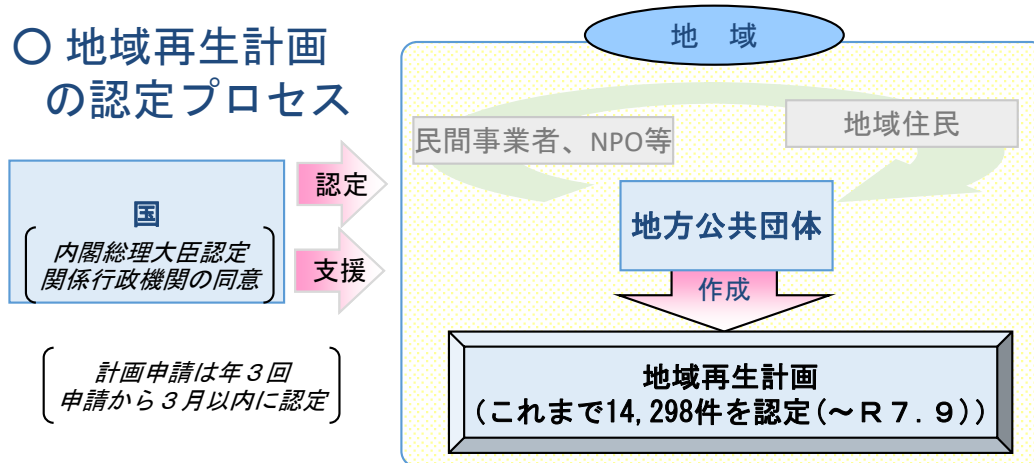 〇 地域再生計画
の認定プロセス
国
内閣総理大臣認定
関係行政機関の同意
計画申請は年３回
申請から３月以内に認定
認定
支援
地　域
民間事業者、NPO等
地域住民
地方公共団体
作成
地域再生計画
（これまで14,298件を認定（～Ｒ７．９））